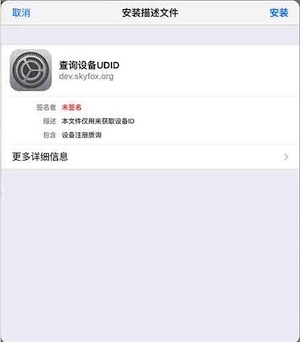 取消 安装描述文件 安装
查询设备UDID
dev.skyfox.org
签名者 未签名
描述 本文件仅用来获取设备ID
包含 设备注册质询
更多详细信息